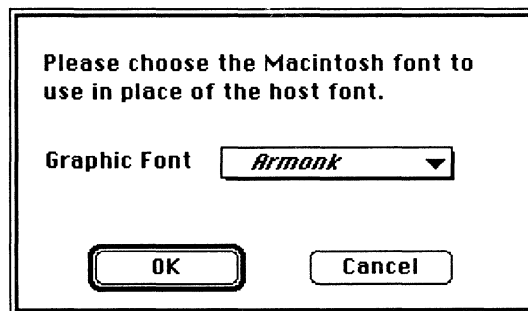 Please choose the Macintosh font to
use in place of the host font.
Graphic Font Armonk
OK Cancel